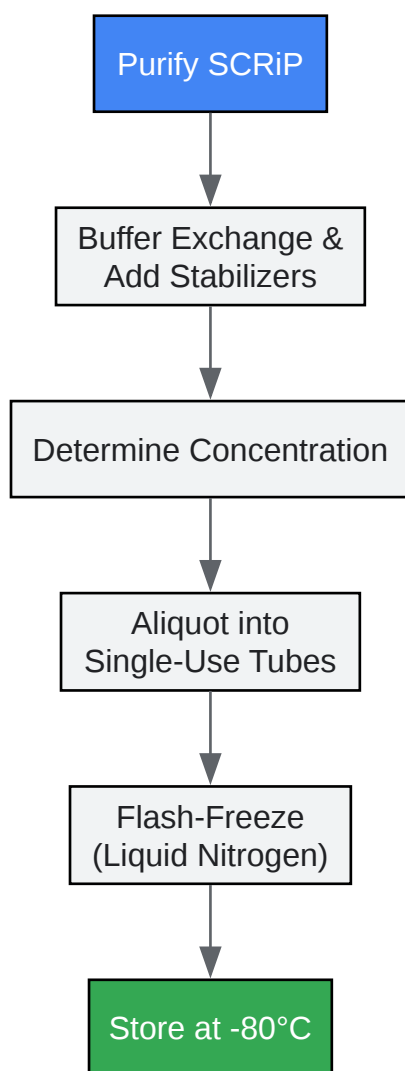 Purify SCRiP
Buffer Exchange &
Add Stabilizers
Determine Concentration
Aliquot into
Single-Use Tubes
Flash-Freeze
(Liquid Nitrogen)
Store at -80°C